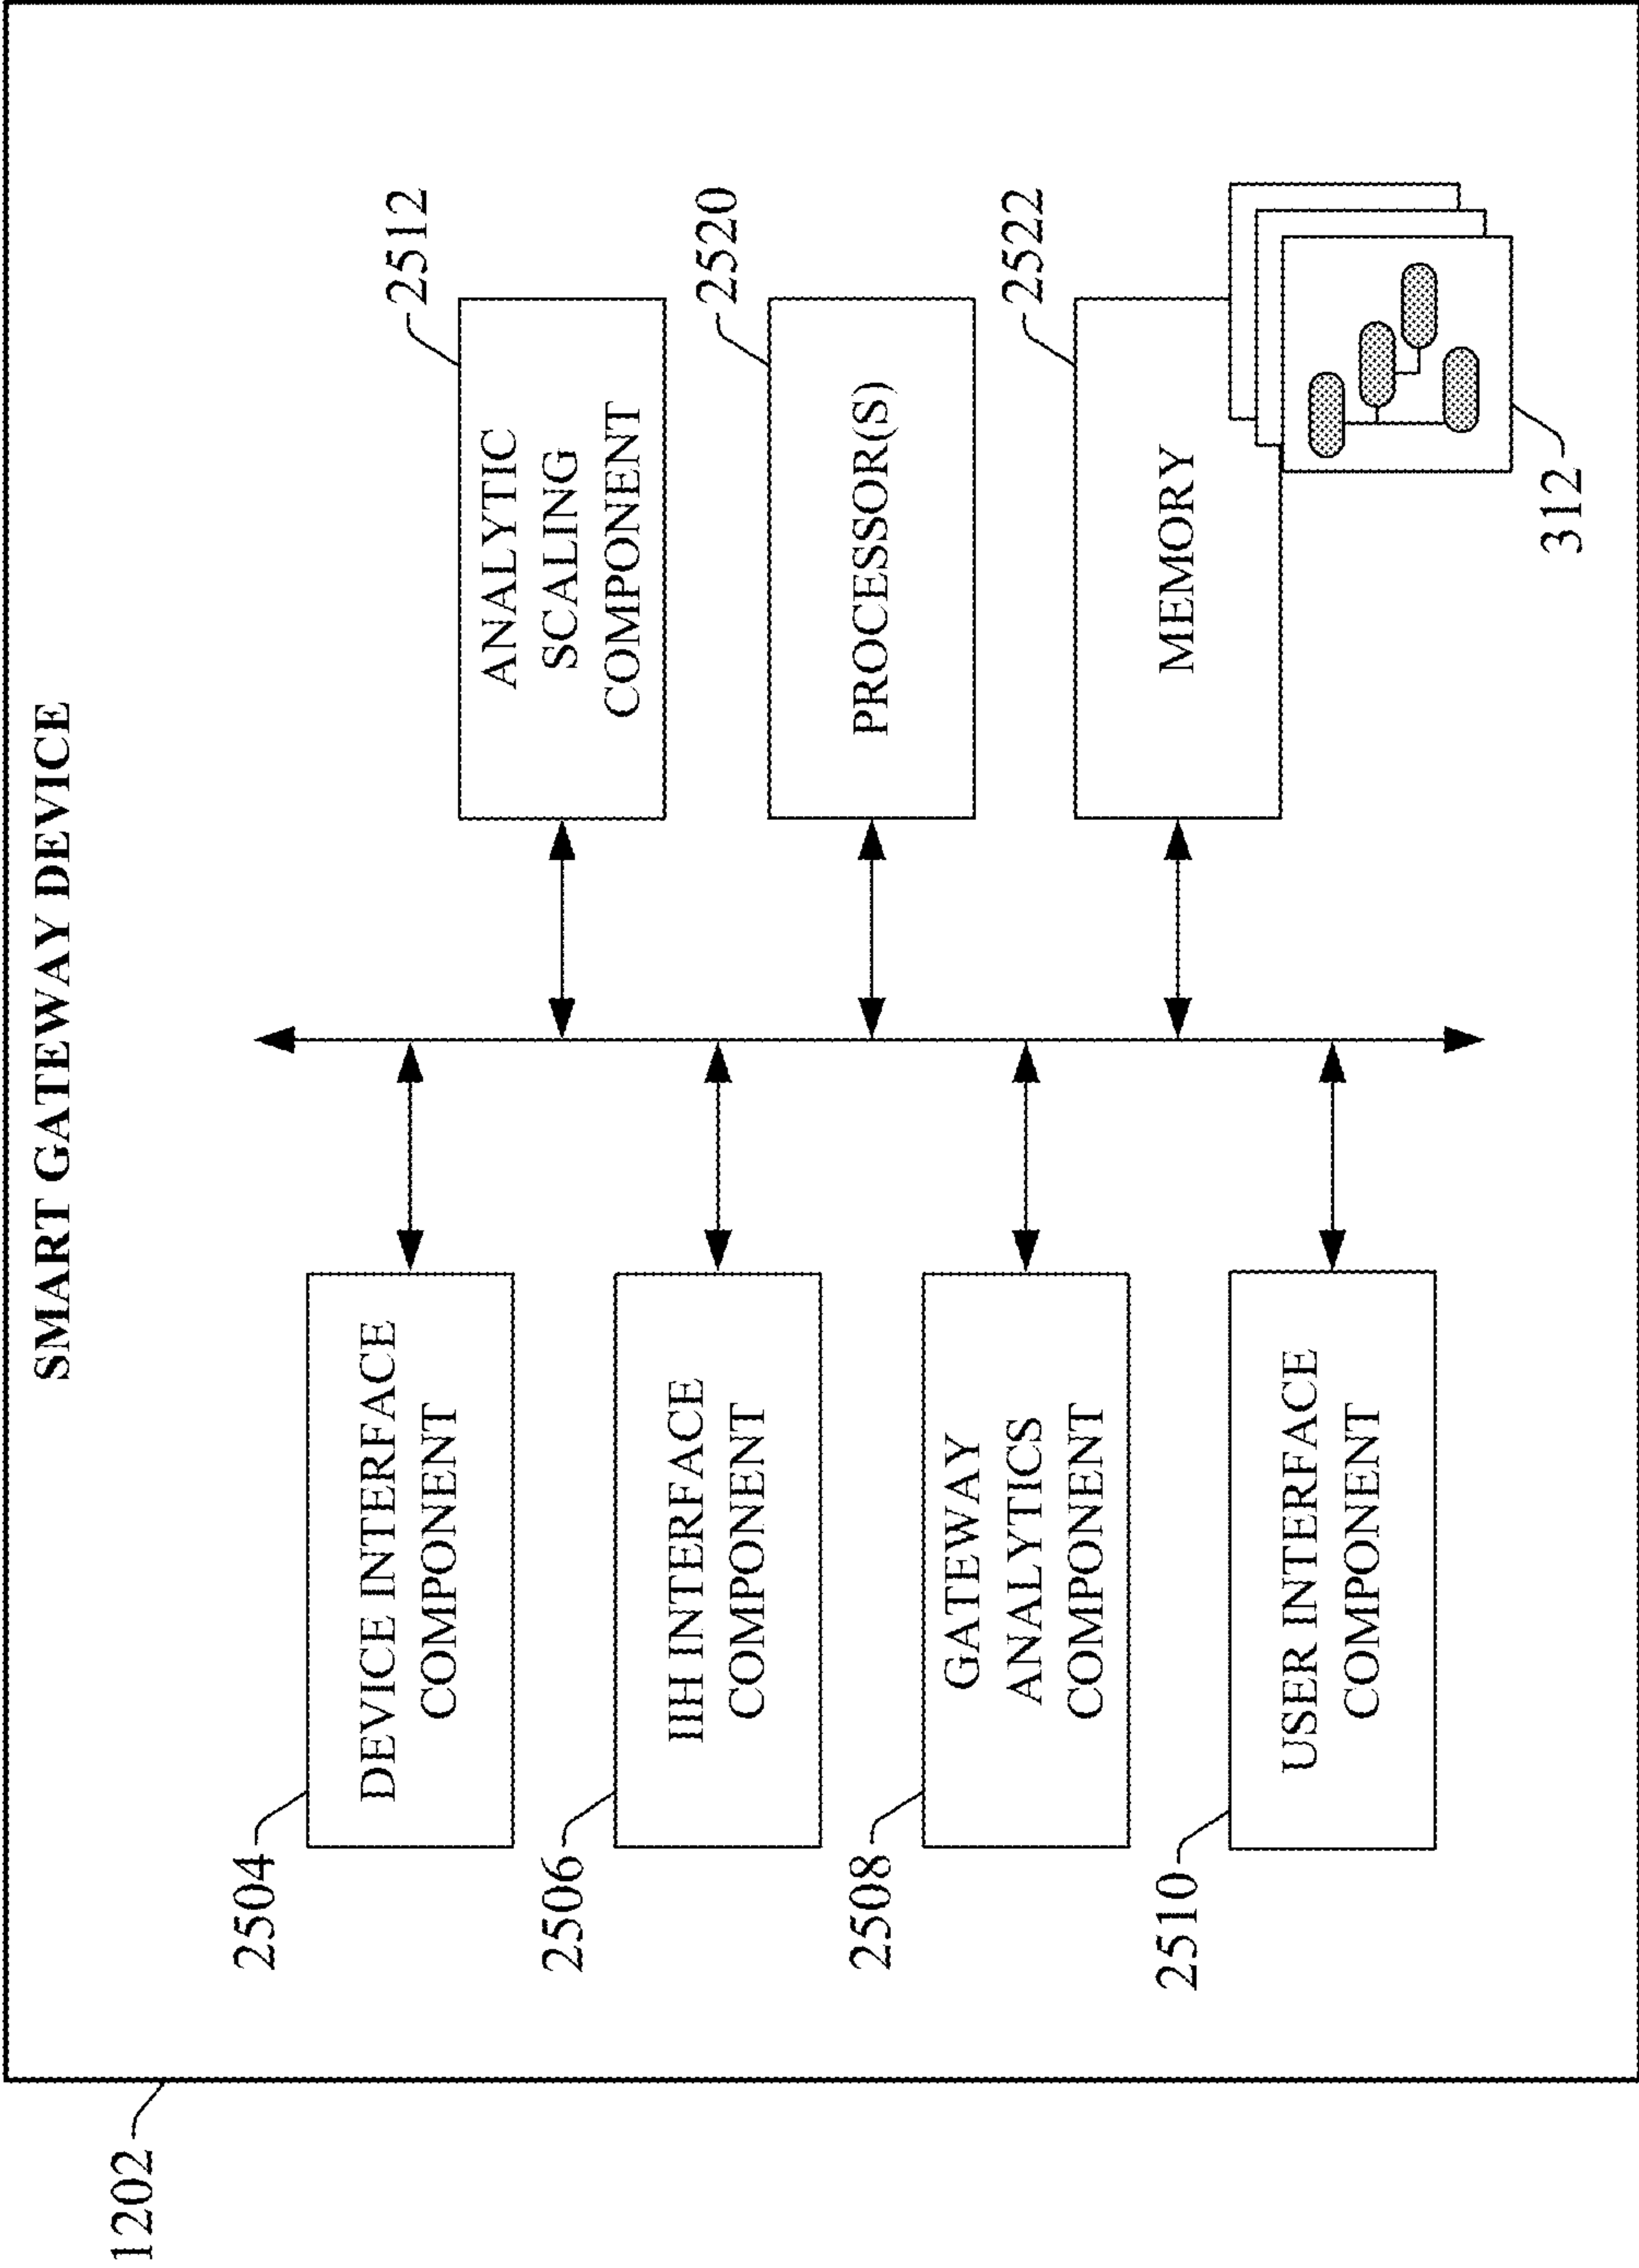 1202
SMART GATEWAY DEVICE
2504
DEVICE INTERFACE
COMPONENT
2506
IIH INTERFACE
COMPONENT
2508
GATEWAY
ANALYTICS
COMPONENT
2510
USER INTERFACE
COMPONENT
2512
ANALYTIC
SCALING
COMPONENT
2520
PROCESSOR(S)
2522
MEMORY
312